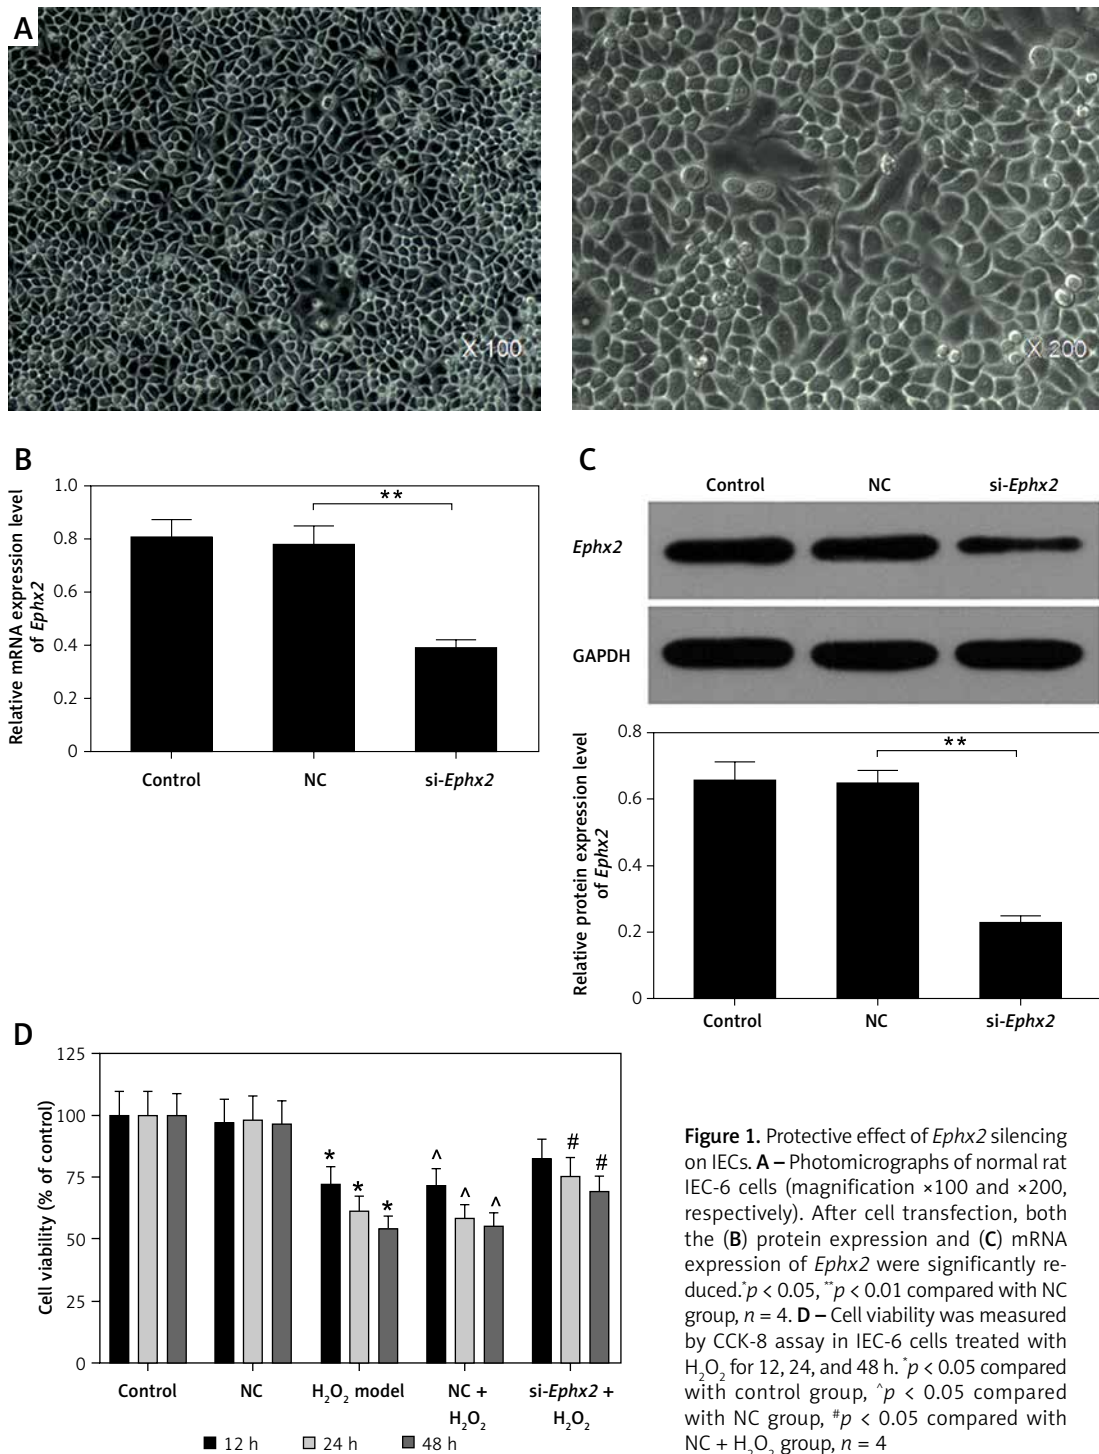 A
X 100
X 200
B
Relative mRNA expression level
of Ephx2
1.0
0.8
0.6
0.4
0.2
0
**
Control NC si-Ephx2
C
Control NC si-Ephx2
Ephx2
GAPDH
Relative protein expression level
of Ephx2
0.8
0.6
0.4
0.2
0
**
Control NC si-Ephx2
D
Cell viability (% of control)
125
100
75
50
25
0
* * *
^ ^ ^
# #
Control NC H₂O₂ model NC + si-Ephx2 +
H₂O₂ H₂O₂
12 h 24 h 48 h
Figure 1. Protective effect of Ephx2 silencing
on IECs. A – Photomicrographs of normal rat
IEC-6 cells (magnification ×100 and ×200,
respectively). After cell transfection, both
the (B) protein expression and (C) mRNA
expression of Ephx2 were significantly re-
duced.*p < 0.05, **p < 0.01 compared with NC
group, n = 4. D – Cell viability was measured
by CCK-8 assay in IEC-6 cells treated with
H₂O₂ for 12, 24, and 48 h. *p < 0.05 compared
with control group, ^p < 0.05 compared
with NC group, #p < 0.05 compared with
NC + H₂O₂ group, n = 4